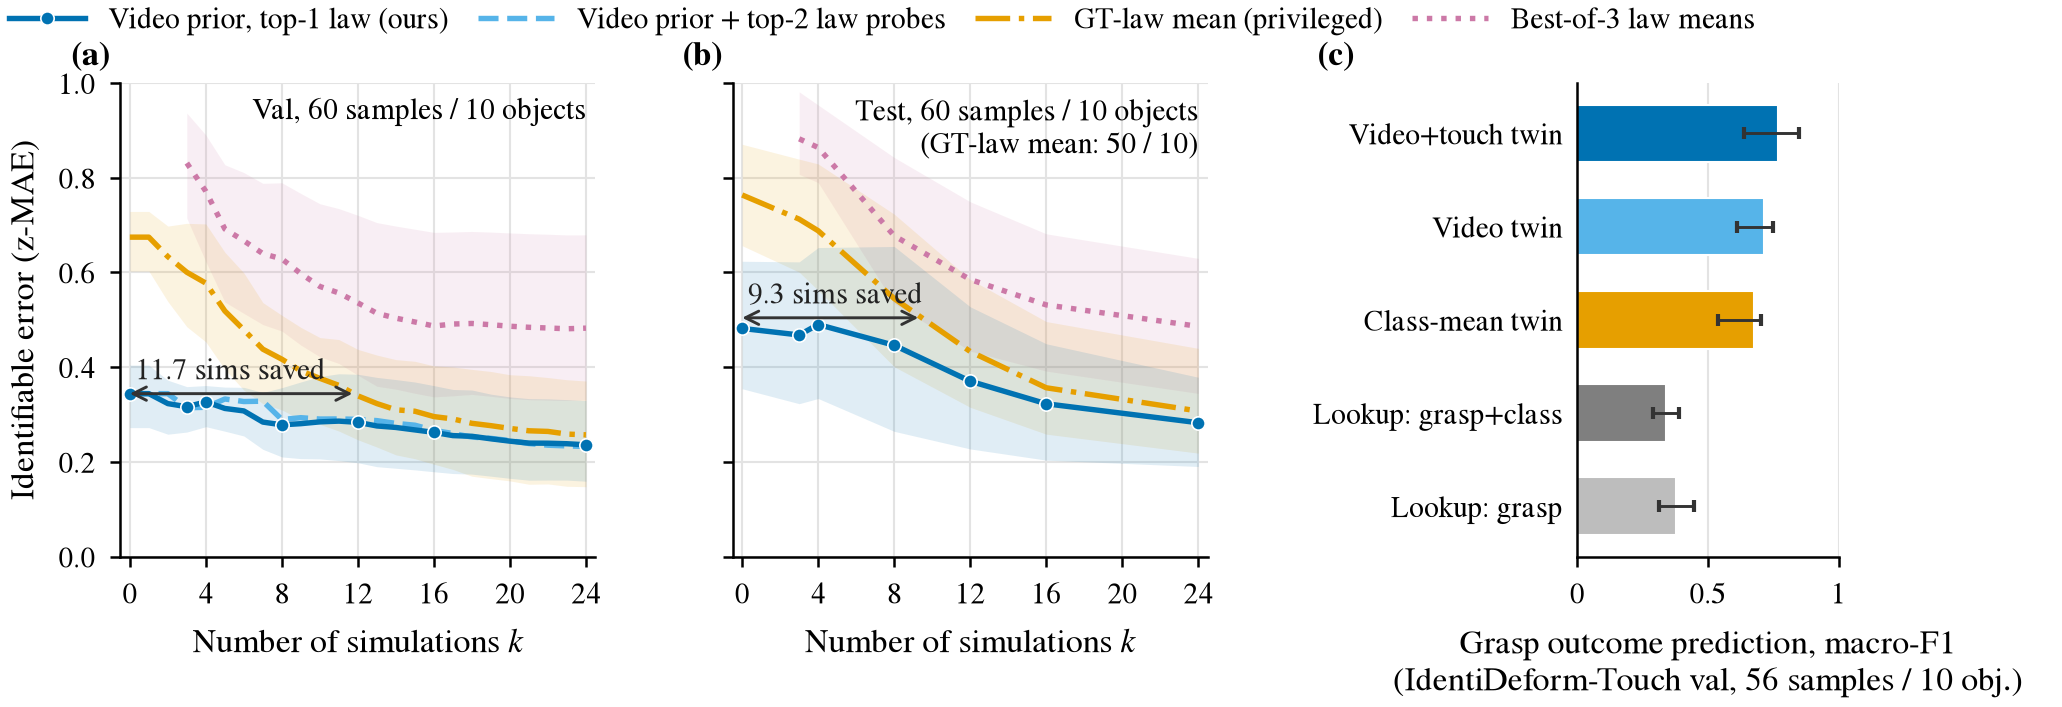 Video prior, top-1 law (ours)
Video prior + top-2 law probes
GT-law mean (privileged)
Best-of-3 law means
(a)
Identifiable error (z-MAE)
1.0
0.8
0.6
0.4
0.2
0.0
Val, 60 samples / 10 objects
11.7 sims saved
0 4 8 12 16 20 24
Number of simulations k
(b)
Test, 60 samples / 10 objects
(GT-law mean: 50 / 10)
9.3 sims saved
0 4 8 12 16 20 24
Number of simulations k
(c)
Video+touch twin
Video twin
Class-mean twin
Lookup: grasp+class
Lookup: grasp
0 0.5 1
Grasp outcome prediction, macro-F1
(IdentiDeform-Touch val, 56 samples / 10 obj.)